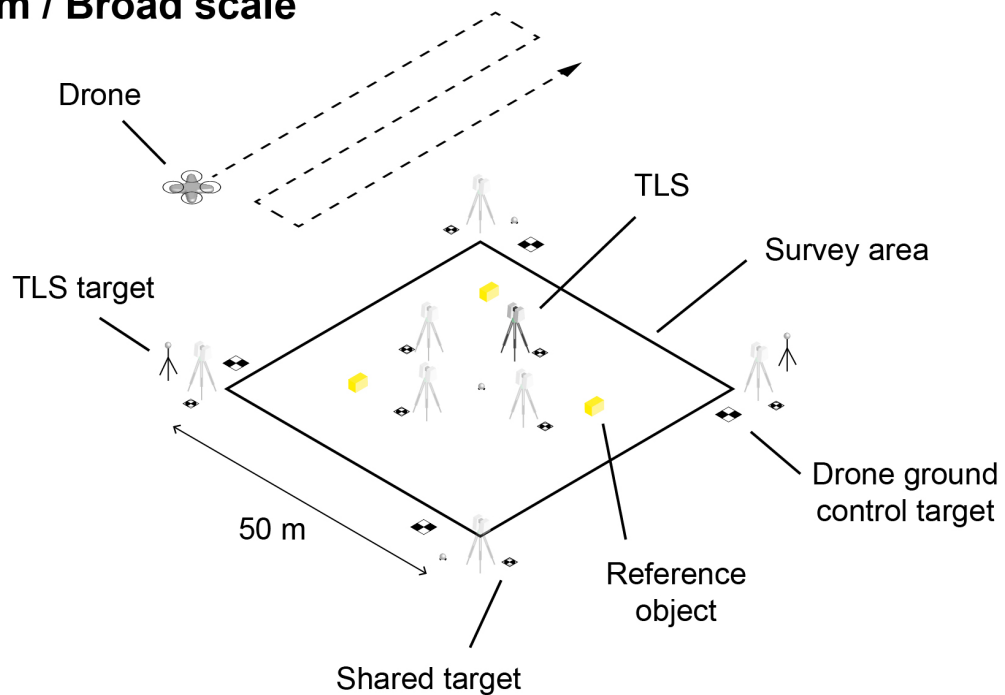 m / Broad scale
Drone
TLS
Survey area
TLS target
50 m
Drone ground
control target
Reference
object
Shared target